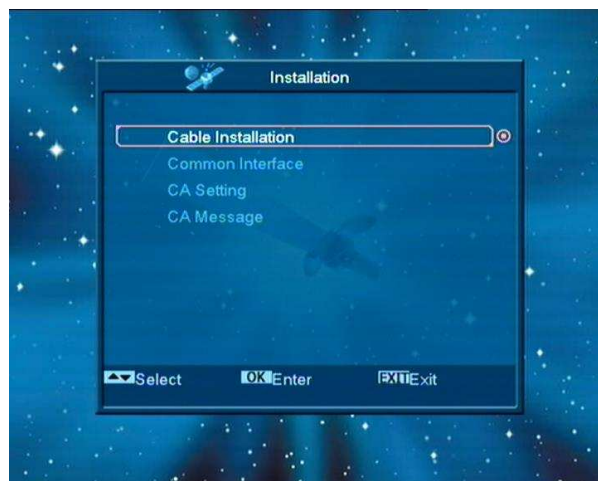 Installation
Cable Installation
Common Interface
CA Setting
CA Message
Select OK Enter EXIT Exit